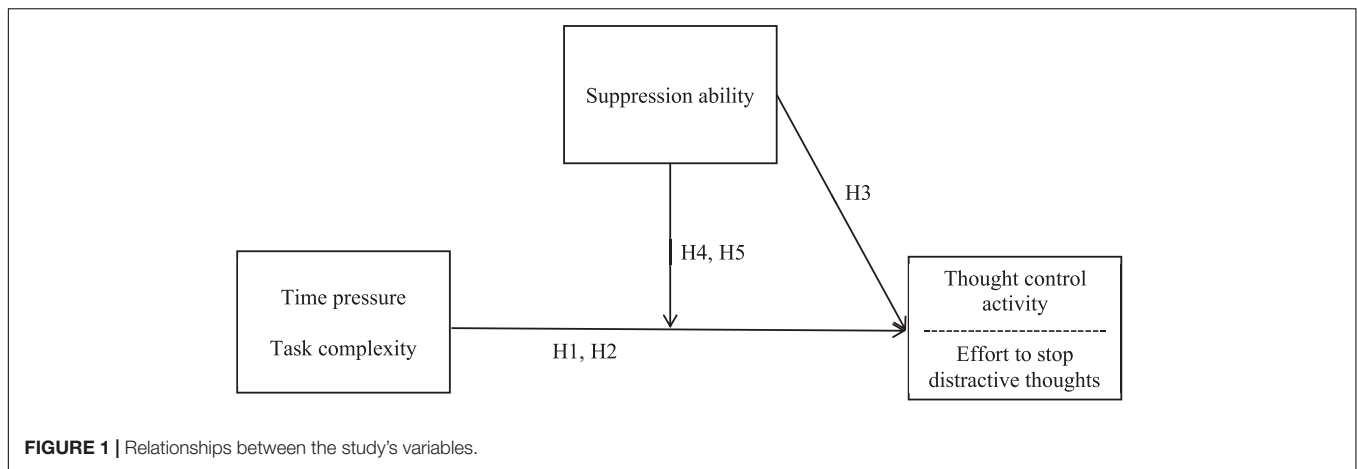 Suppression ability
H3
H4, H5
Time pressure
Task complexity
H1, H2
Thought control
activity
Effort to stop
distractive thoughts
FIGURE 1 | Relationships between the study's variables.